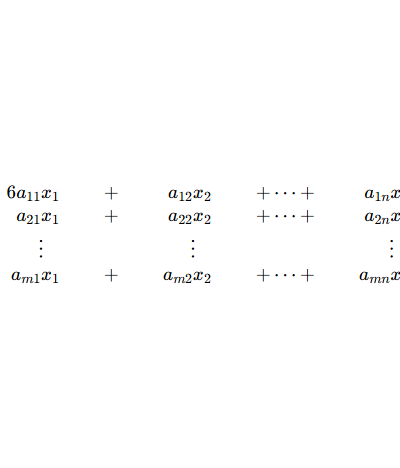 6a₁₁x₁ + a₁₂x₂ + ⋯ + a₁ₙx
a₂₁x₁ + a₂₂x₂ + ⋯ + a₂ₙx
⋮ ⋮ ⋮
aₘ₁x₁ + aₘ₂x₂ + ⋯ + aₘₙx